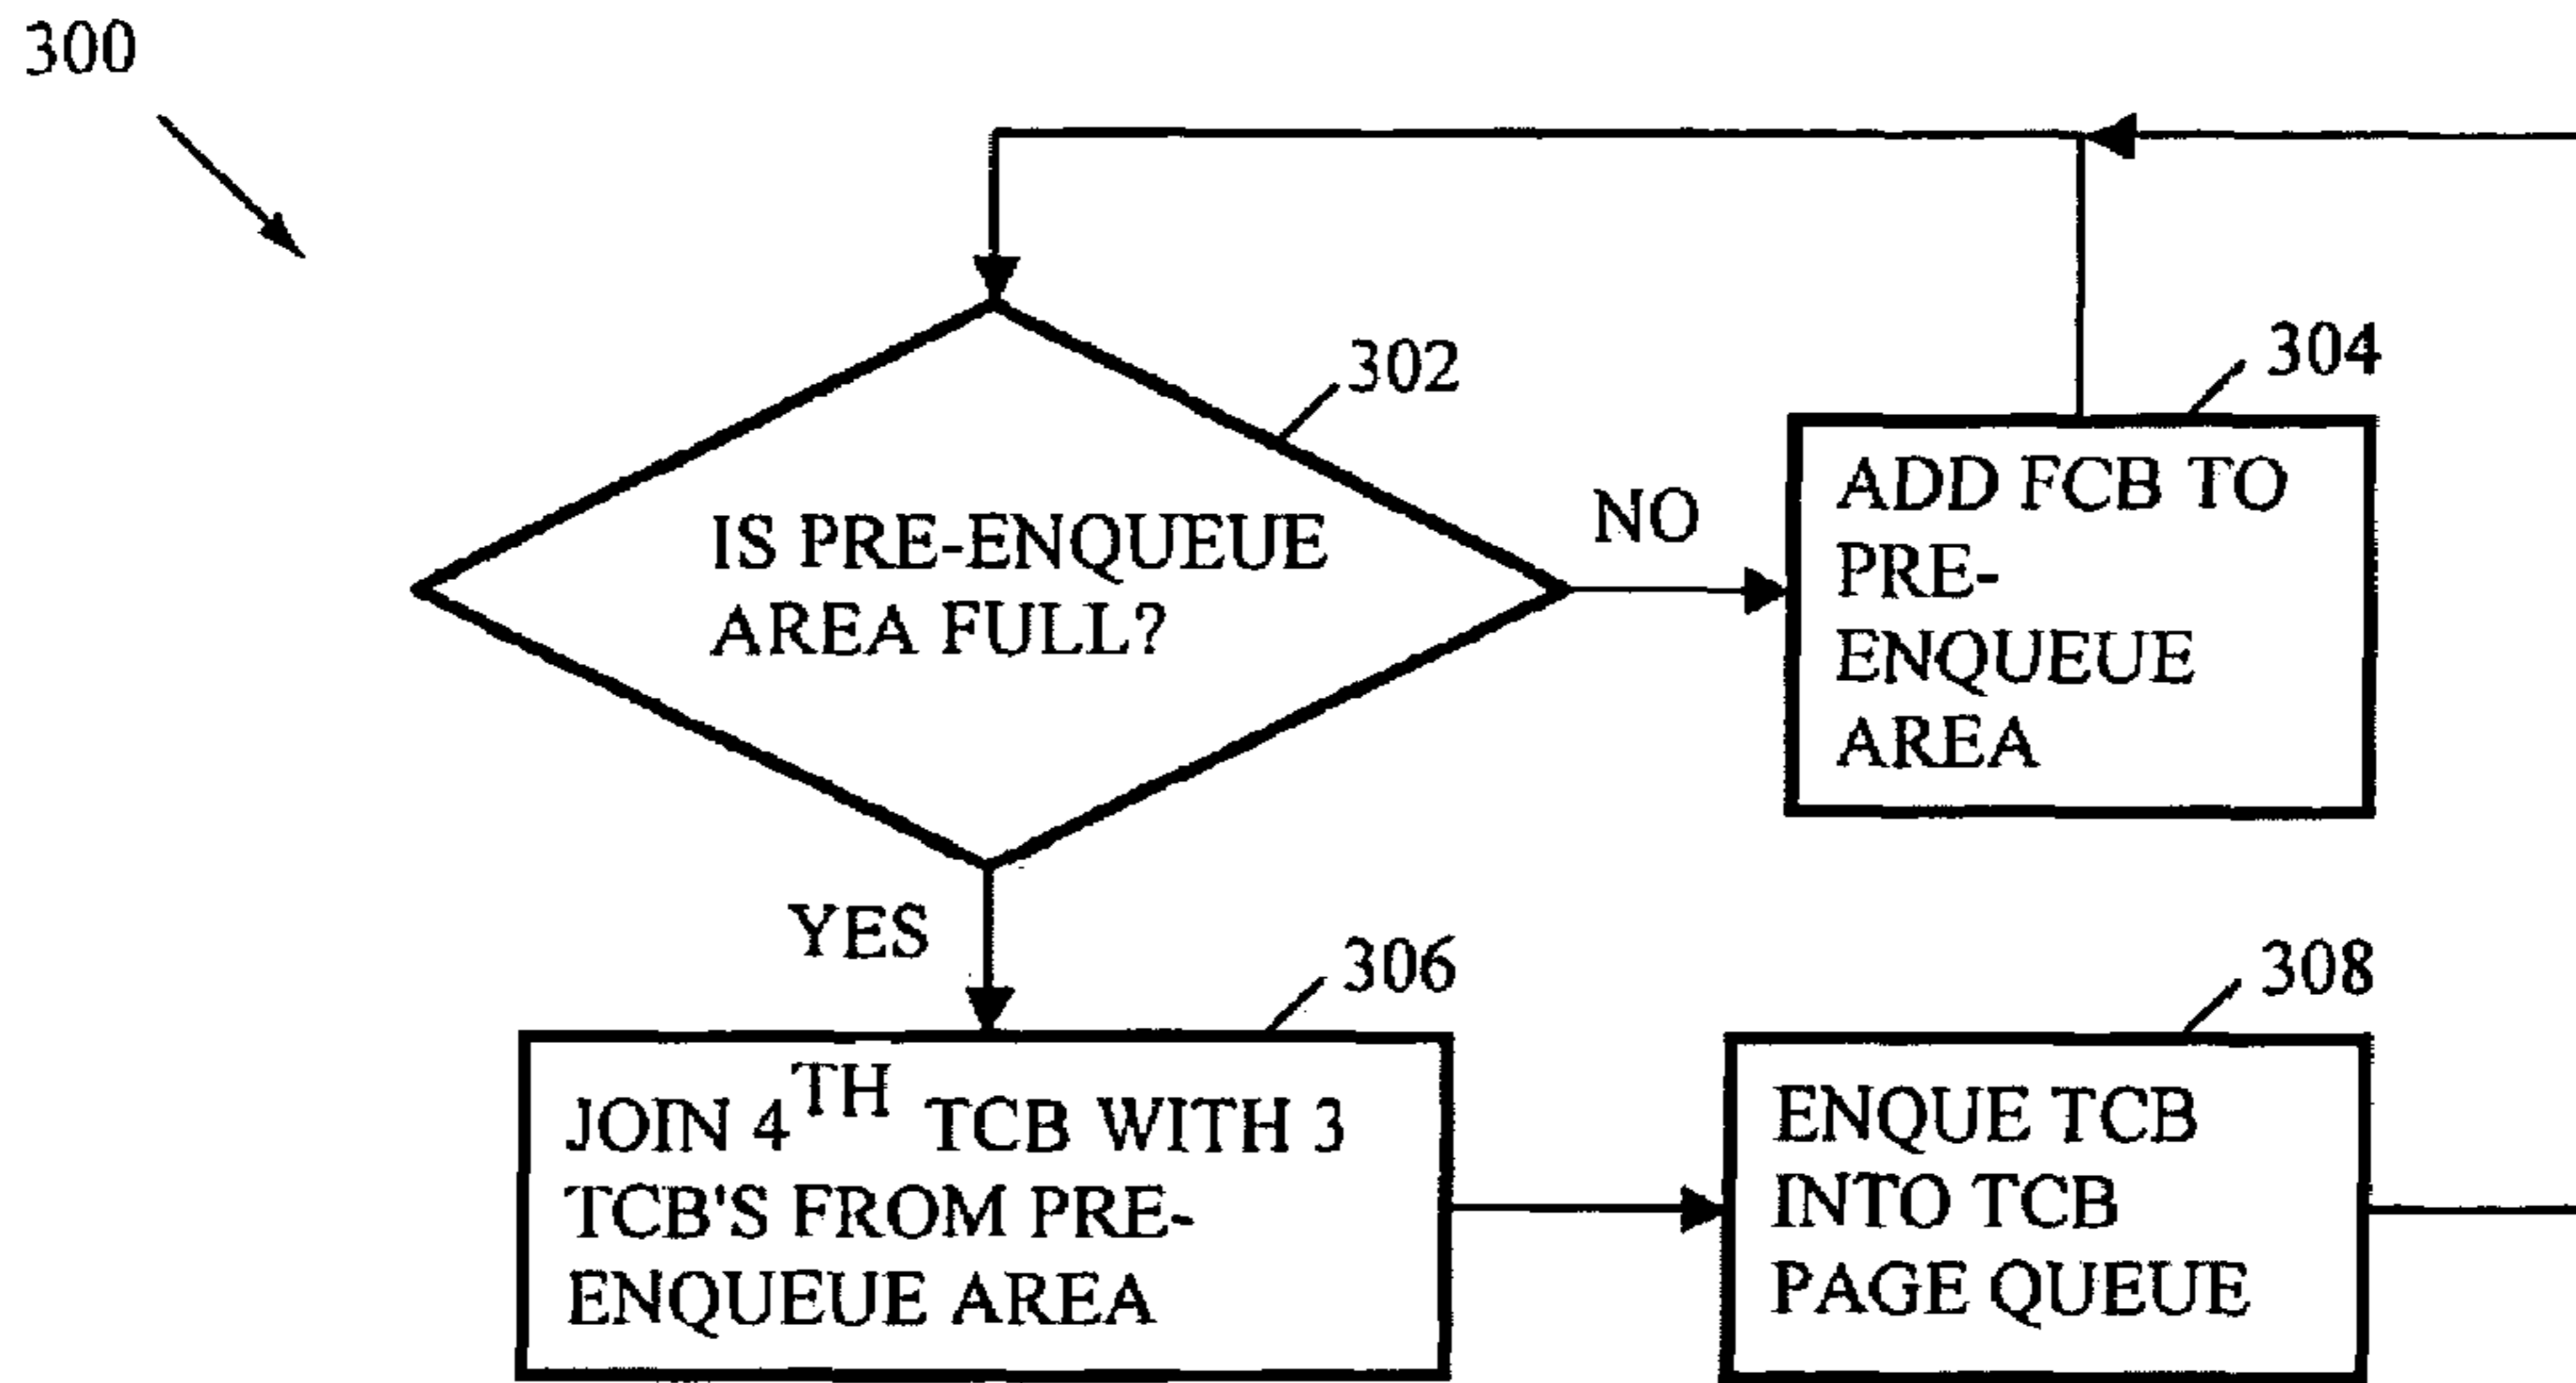 300
302
IS PRE-ENQUEUE
AREA FULL?
NO
304
ADD FCB TO
PRE-
ENQUEUE
AREA
YES
306
JOIN 4TH TCB WITH 3
TCB'S FROM PRE-
ENQUEUE AREA
308
ENQUE TCB
INTO TCB
PAGE QUEUE